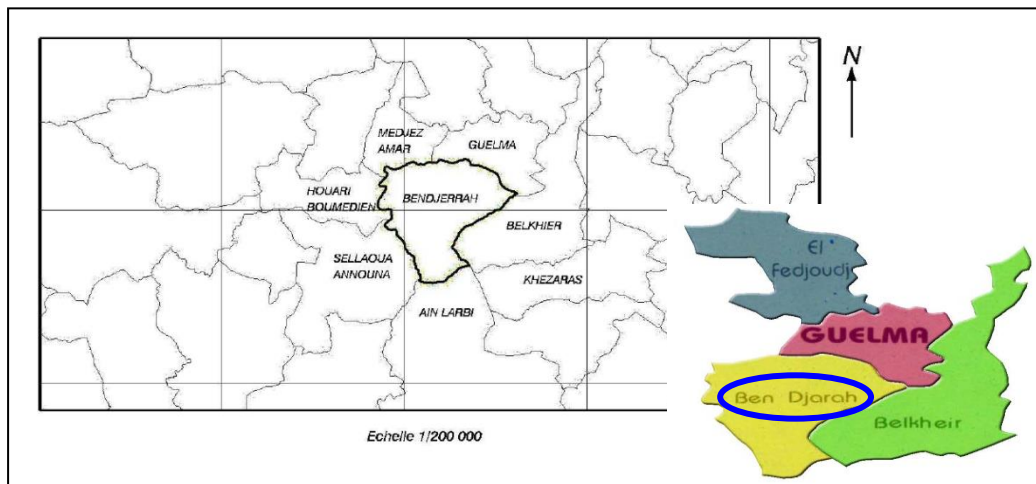 N
MEDJEZ
AMAR
GUELMA
HOUARI
BOUMEDIEN
BENDJERRAH
BELKHIER
SELLAOUA
ANNOUNA
KHEZARAS
AIN LARBI
Echelle 1/200 000
El
Fedjoudj
GUELMA
Ben Djarah
Belkheir